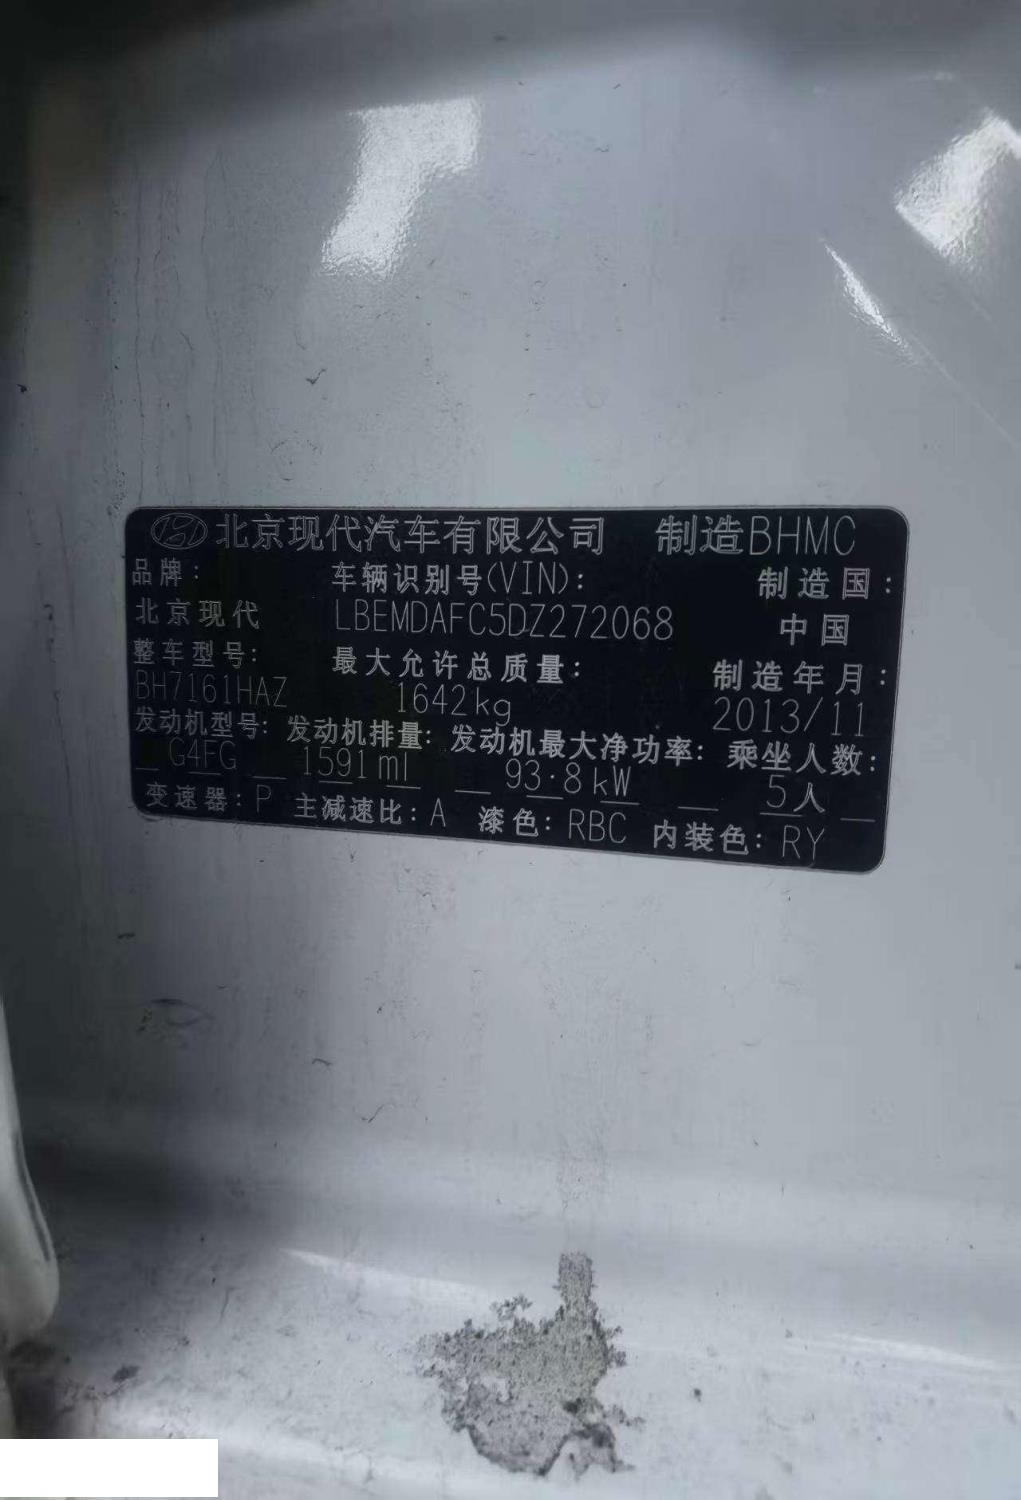 北京现代汽车有限公司 制造BHMC
品牌: 车辆识别号(VIN): 制造国:
北京现代 LBEMDAFC5DZ272068 中国
整车型号: 最大允许总质量: 制造年月:
BH7161HAZ 1642kg 2013/11
发动机型号: 发动机排量: 发动机最大净功率: 乘坐人数:
G4FG 1591ml 93·8kW 5人
变速器: P 主减速比: A 漆色: RBC 内装色: RY